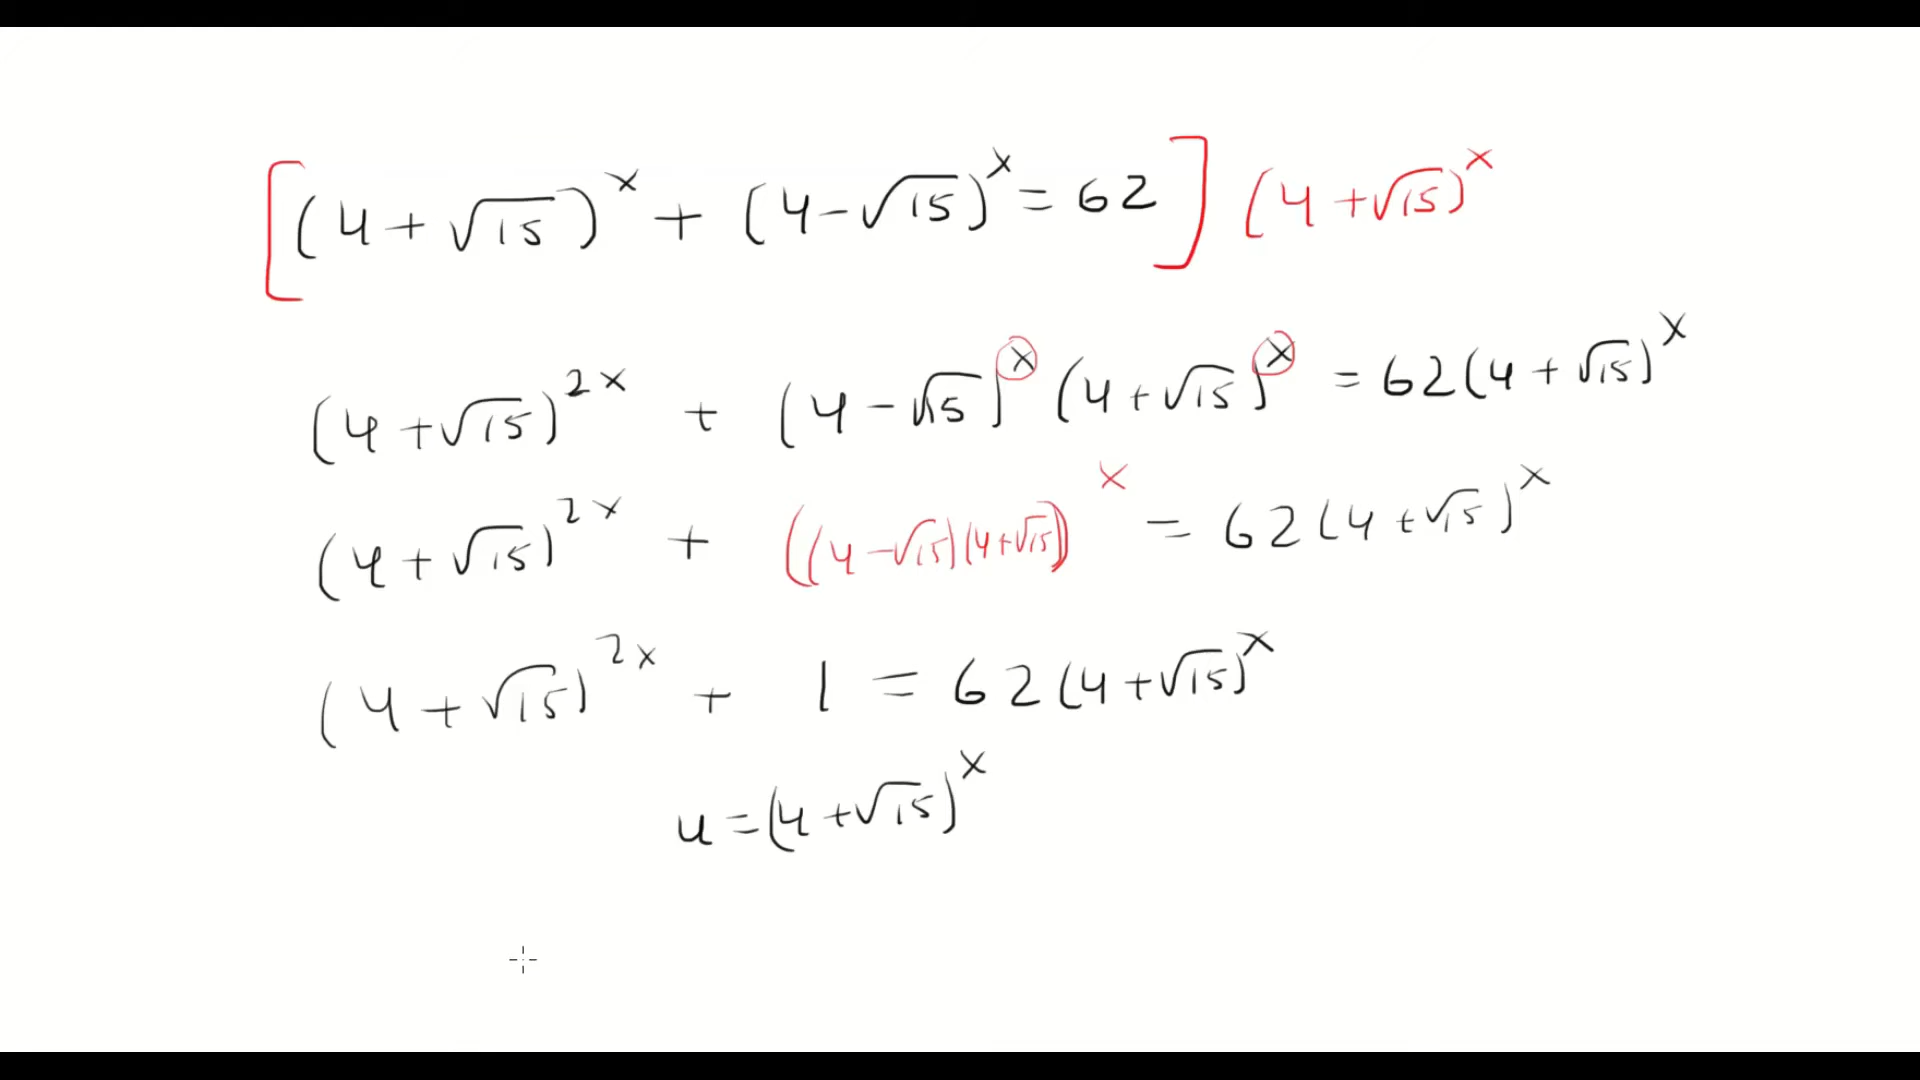 [(4 + √15)^x + (4 - √15)^x = 62] (4 + √15)^x
(4 + √15)^2x + (4 - √15)^x (4 + √15)^x = 62(4 + √15)^x
(4 + √15)^2x + ((4 - √15)(4 + √15))^x = 62(4 + √15)^x
(4 + √15)^2x + 1 = 62(4 + √15)^x
u = (4 + √15)^x